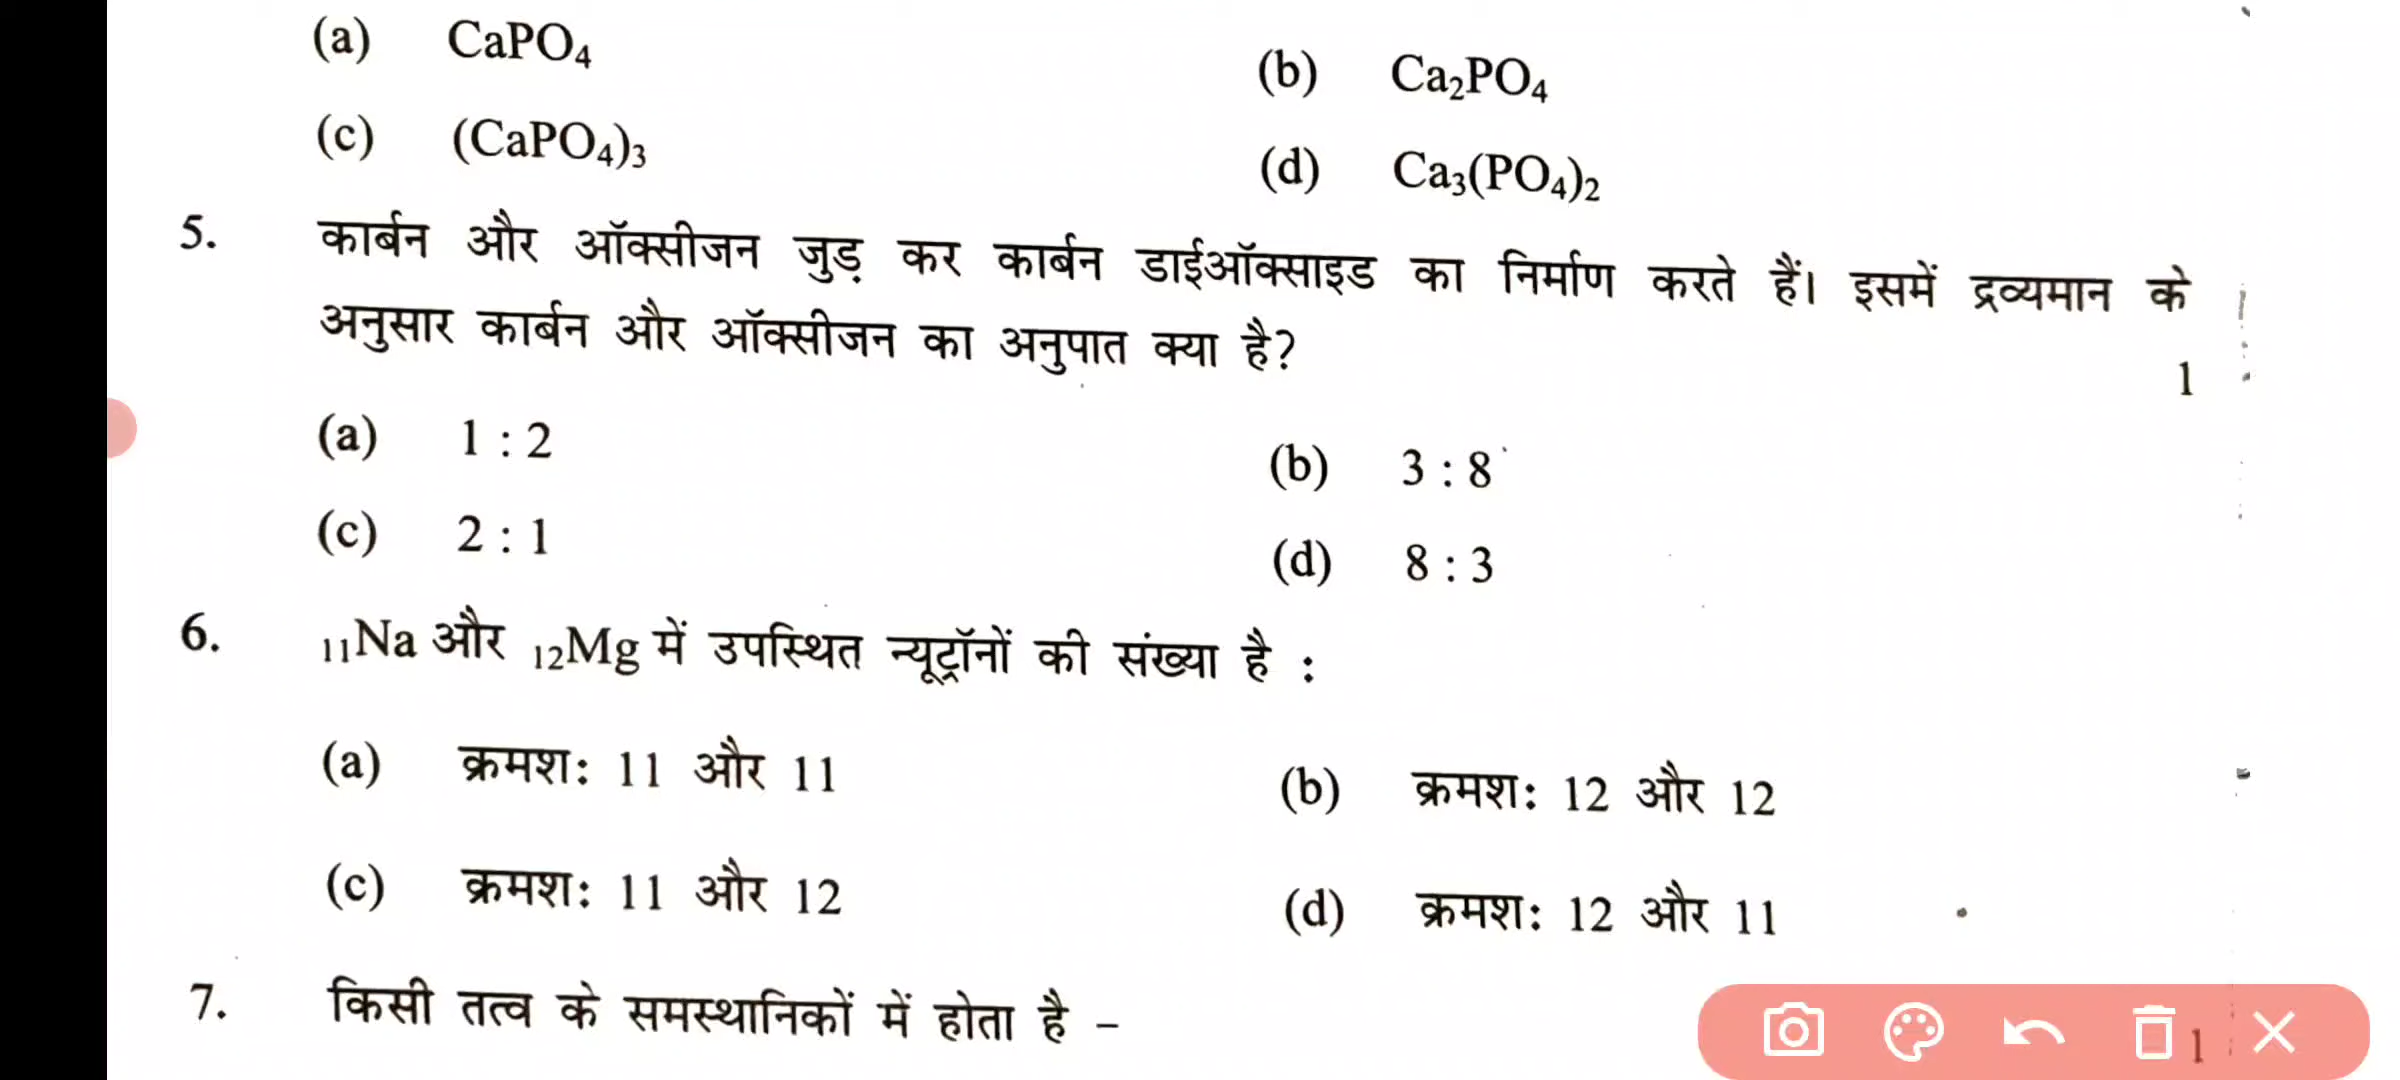 (a) CaPO₄
(b) Ca₂PO₄
(c) (CaPO₄)₃
(d) Ca₃(PO₄)₂
5. कार्बन और ऑक्सीजन जुड़ कर कार्बन डाईऑक्साइड का निर्माण करते हैं। इसमें द्रव्यमान के
अनुसार कार्बन और ऑक्सीजन का अनुपात क्या है?
1
(a) 1 : 2
(b) 3 : 8
(c) 2 : 1
(d) 8 : 3
6. ₁₁Na और ₁₂Mg में उपस्थित न्यूट्रॉनों की संख्या है :
(a) क्रमशः 11 और 11
(b) क्रमशः 12 और 12
(c) क्रमशः 11 और 12
(d) क्रमशः 12 और 11
7. किसी तत्व के समस्थानिकों में होता है –
1